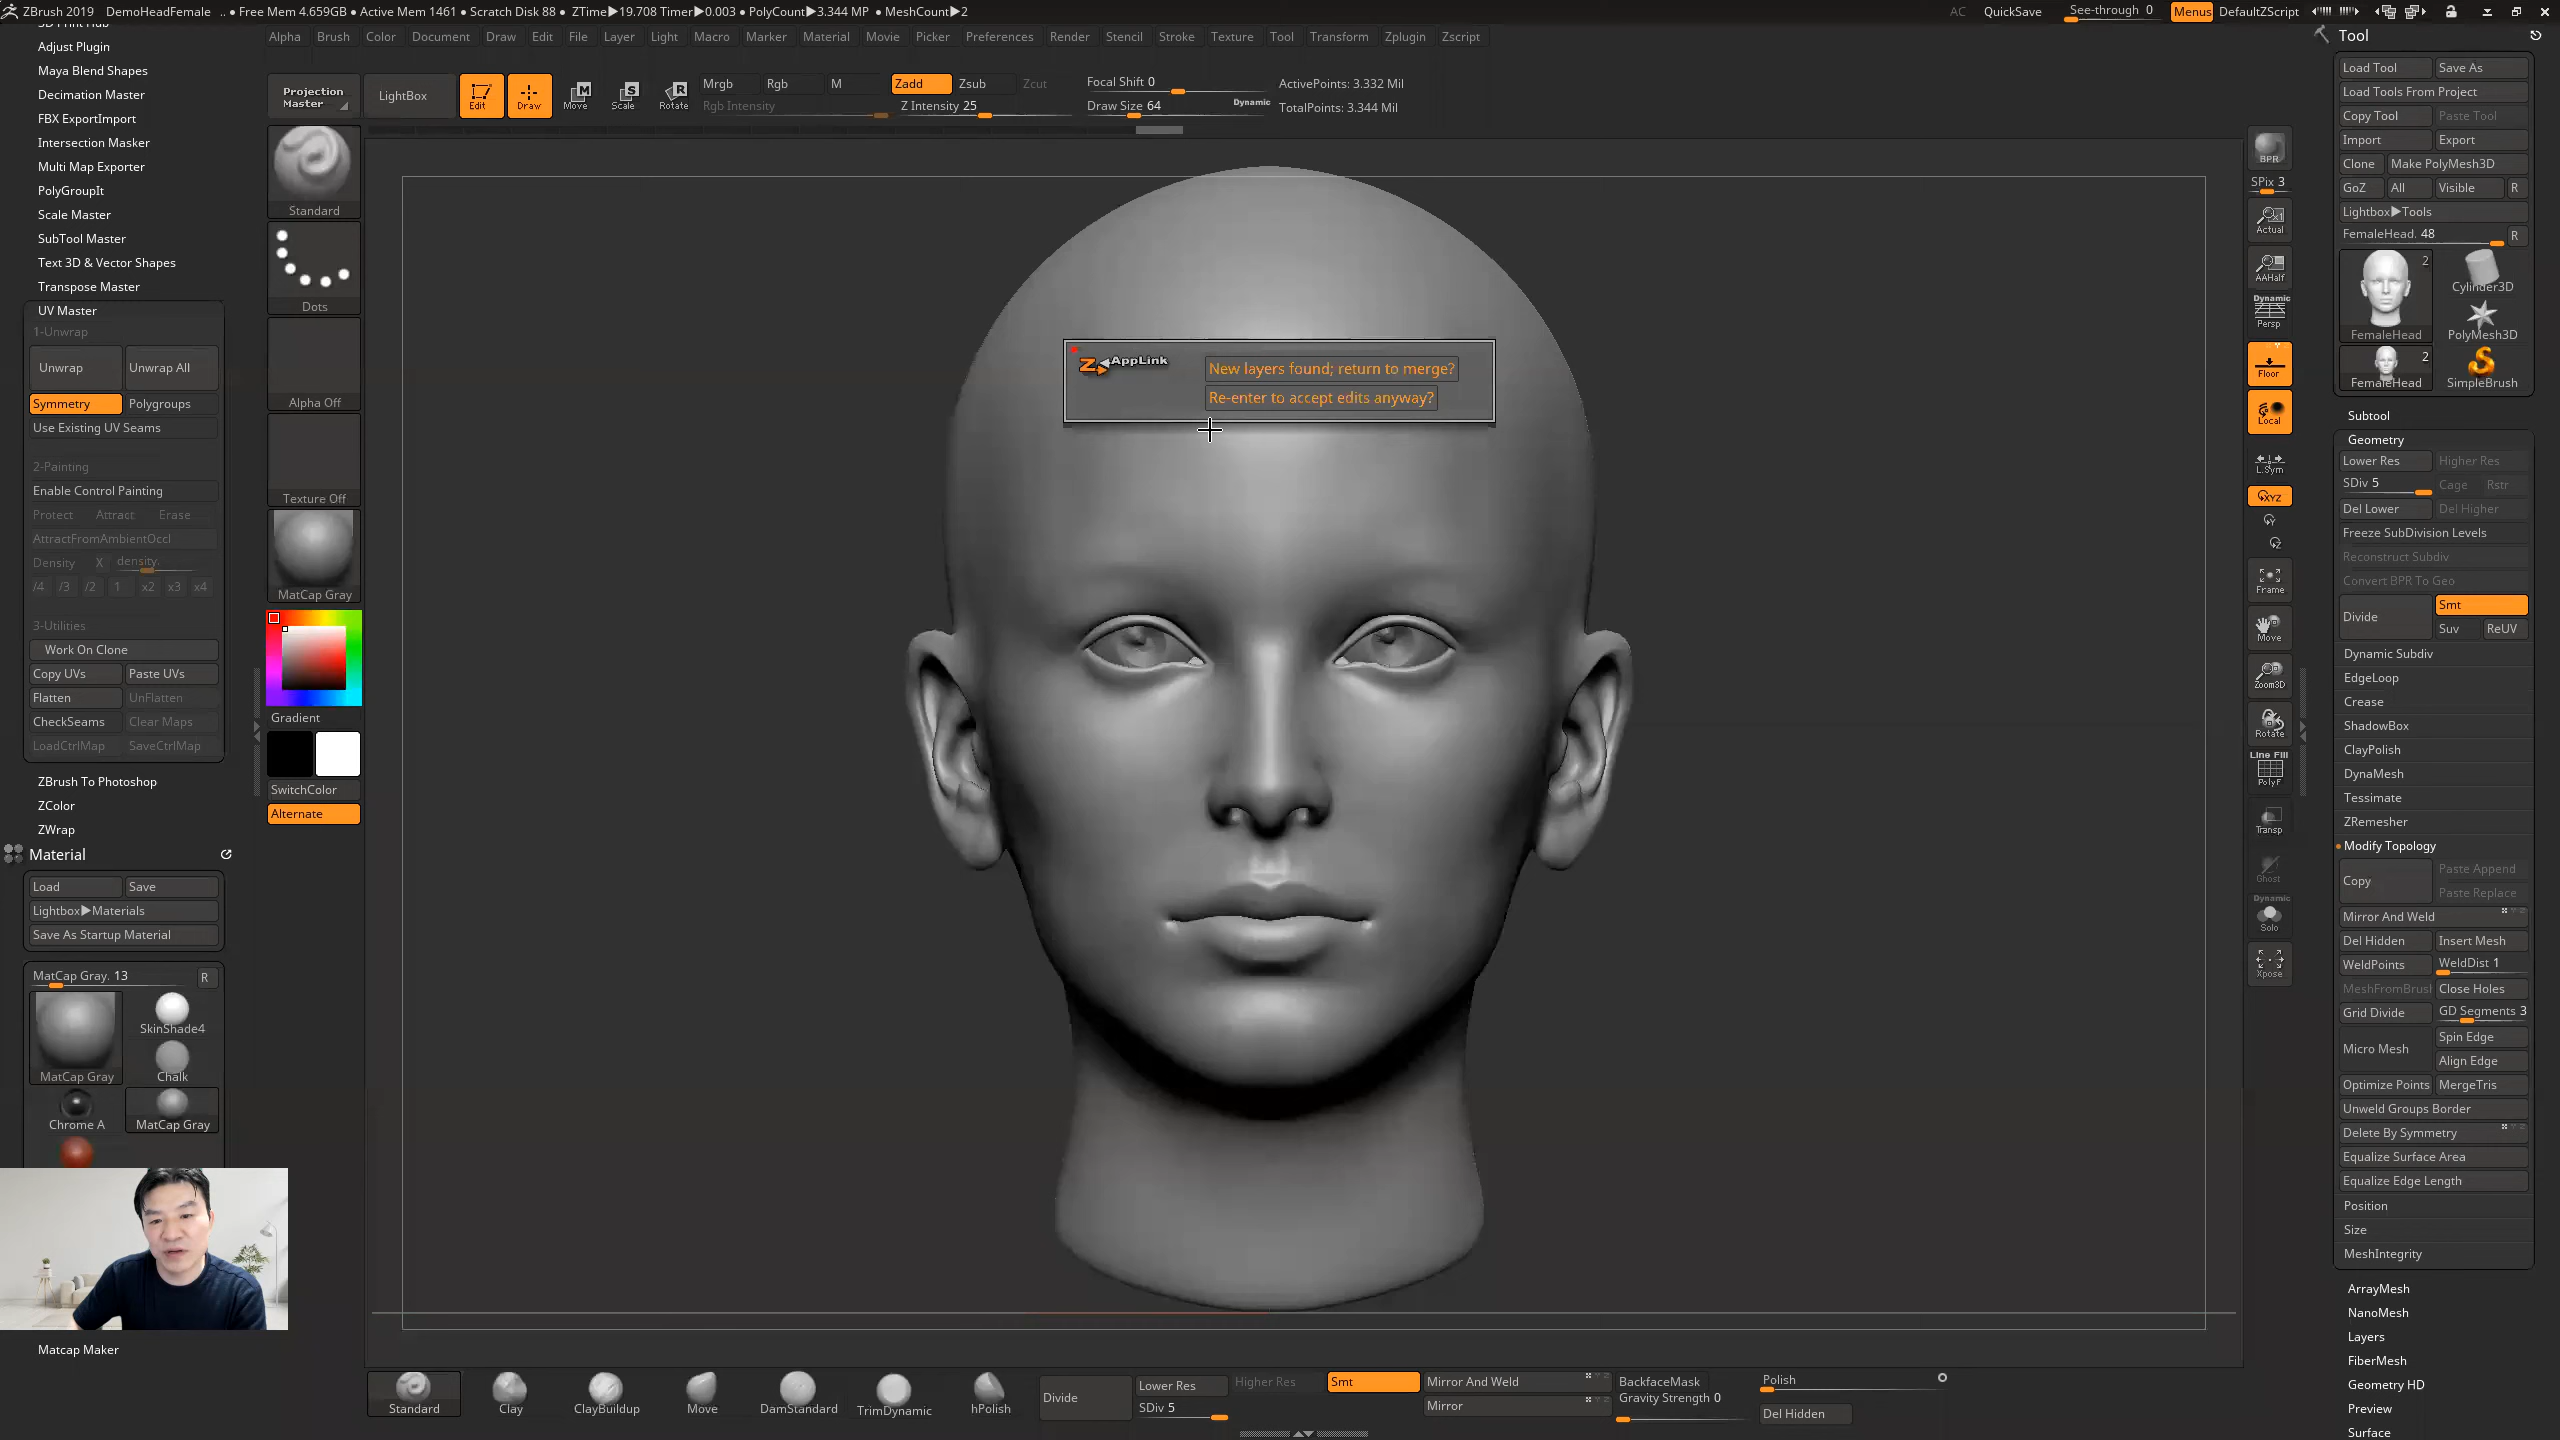 ZBrush 2019 DemoHeadFemale .. ● Free Mem 4.659GB ● Active Mem 1461 ● Scratch Disk 88 ● ZTime▶19.708 Timer▶0.003 ● PolyCount▶3.344 MP ● MeshCount▶2
AC QuickSave See-through 0 Menus DefaultZScript
Alpha Brush Color Document Draw Edit File Layer Light Macro Marker Material Movie Picker Preferences Render Stencil Stroke Texture Tool Transform Zplugin Zscript
Projection Master
LightBox
Edit Draw Move Scale Rotate
Mrgb Rgb M
Rgb Intensity
Zadd Zsub Zcut
Z Intensity 25
Focal Shift 0
Draw Size 64 Dynamic
ActivePoints: 3.332 Mil
TotalPoints: 3.344 Mil
Adjust Plugin
Maya Blend Shapes
Decimation Master
FBX ExportImport
Intersection Masker
Multi Map Exporter
PolyGroupIt
Scale Master
SubTool Master
Text 3D & Vector Shapes
Transpose Master
UV Master
1-Unwrap
Unwrap Unwrap All
Symmetry Polygroups
Use Existing UV Seams
2-Painting
Enable Control Painting
Protect Attract Erase
AttractFromAmbientOccl
Density X density.
/4 /3 /2 1 x2 x3 x4
3-Utilities
Work On Clone
Copy UVs Paste UVs
Flatten UnFlatten
CheckSeams Clear Maps
LoadCtrlMap SaveCtrlMap
ZBrush To Photoshop
ZColor
ZWrap
Material
Load Save
Lightbox▶Materials
Save As Startup Material
MatCap Gray. 13 R
SkinShade4
MatCap Gray Chalk
Chrome A MatCap Gray
Matcap Maker
Standard
Dots
Alpha Off
Texture Off
MatCap Gray
Gradient
SwitchColor
Alternate
Z AppLink
New layers found; return to merge?
Re-enter to accept edits anyway?
BPR
SPix 3
Actual
AAHalf
Dynamic
Persp
Floor
Local
L.Sym
XYZ
Frame
Move
Zoom3D
Rotate
Line Fill
PolyF
Transp
Ghost
Dynamic
Solo
Xpose
Tool
Load Tool Save As
Load Tools From Project
Copy Tool Paste Tool
Import Export
Clone Make PolyMesh3D
GoZ All Visible R
Lightbox▶Tools
FemaleHead. 48 R
2
Cylinder3D
FemaleHead PolyMesh3D
2
FemaleHead SimpleBrush
Subtool
Geometry
Lower Res Higher Res
SDiv 5 Cage Rstr
Del Lower Del Higher
Freeze SubDivision Levels
Reconstruct Subdiv
Convert BPR To Geo
Divide Smt
Suv ReUV
Dynamic Subdiv
EdgeLoop
Crease
ShadowBox
ClayPolish
DynaMesh
Tessimate
ZRemesher
Modify Topology
Copy Paste Append
Paste Replace
Mirror And Weld
Del Hidden Insert Mesh
WeldPoints WeldDist 1
MeshFromBrush Close Holes
Grid Divide GD Segments 3
Micro Mesh Spin Edge
Align Edge
Optimize Points MergeTris
Unweld Groups Border
Delete By Symmetry
Equalize Surface Area
Equalize Edge Length
Position
Size
MeshIntegrity
ArrayMesh
NanoMesh
Layers
FiberMesh
Geometry HD
Preview
Surface
Standard Clay ClayBuildup Move DamStandard TrimDynamic hPolish
Divide
Lower Res Higher Res
SDiv 5
Smt
Mirror And Weld
Mirror
BackfaceMask
Gravity Strength 0
Polish
Del Hidden